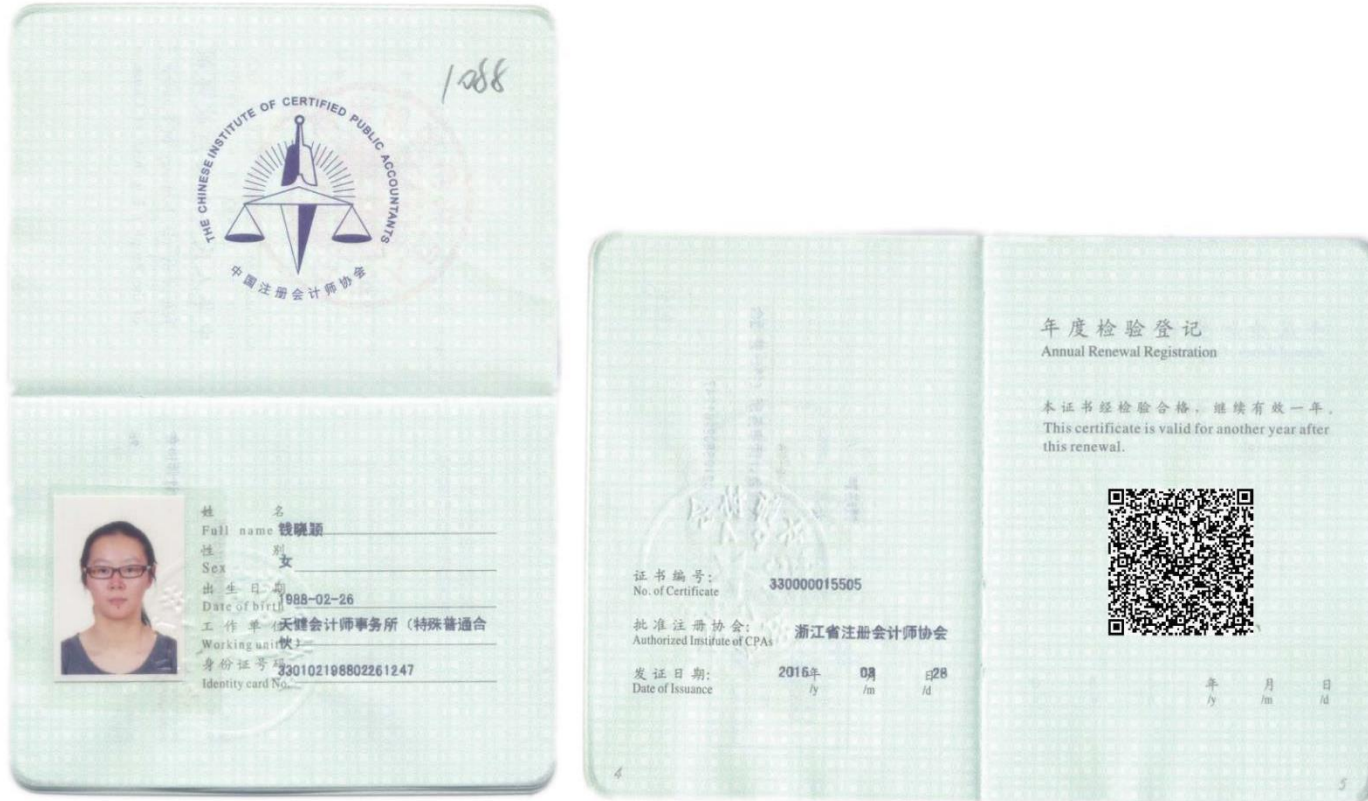 1088
THE CHINESE INSTITUTE OF CERTIFIED PUBLIC ACCOUNTANTS
中国注册会计师协会
姓 名
Full name 钱晓颖
性 别
Sex 女
出生日期
Date of birth 1988-02-26
工作单位 天健会计师事务所（特殊普通合
Working unit 伙）
身份证号码 330102198802261247
Identity card No.
证书编号: 330000015505
No. of Certificate
批准注册协会: 浙江省注册会计师协会
Authorized Institute of CPAs
发证日期: 2016年 03月 日28
Date of Issuance /y /m /d
4
年度检验登记
Annual Renewal Registration
本证书经检验合格，继续有效一年。
This certificate is valid for another year after
this renewal.
年 月 日
/y /m /d
5